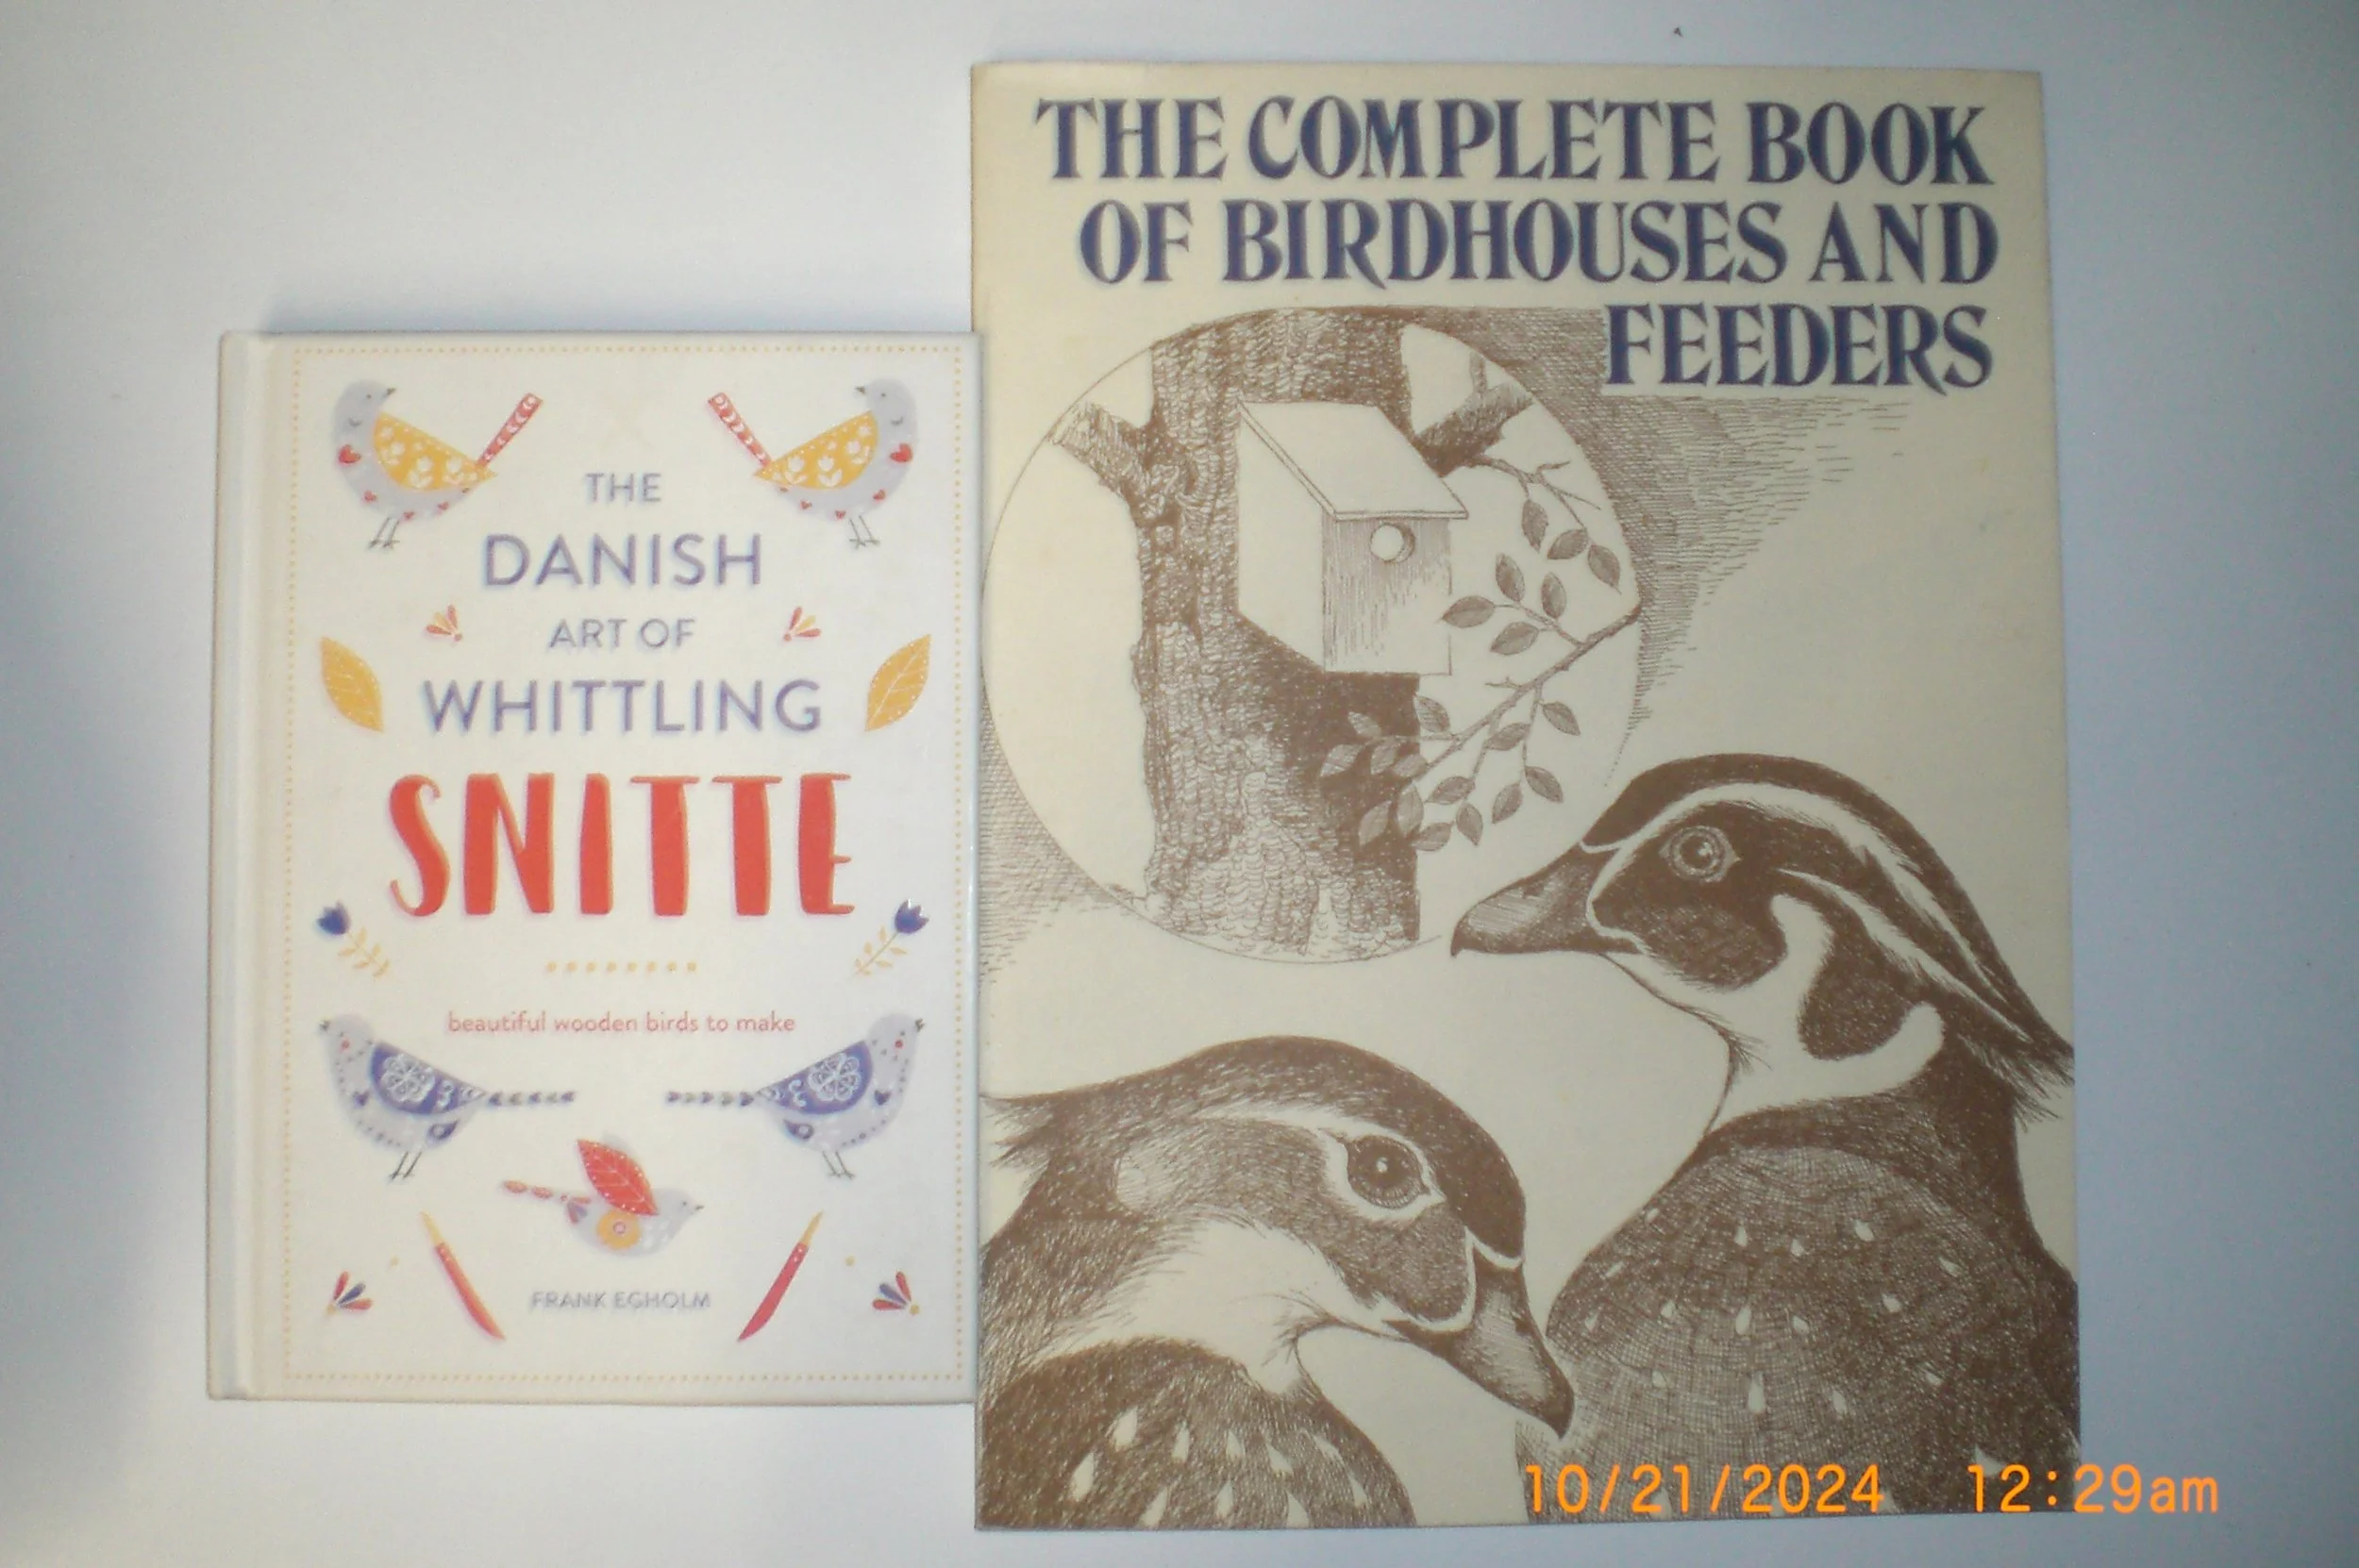 THE
DANISH
ART OF
WHITTLING
SNITTE
beautiful wooden birds to make
FRANK EGHOLM
THE COMPLETE BOOK
OF BIRDHOUSES AND
FEEDERS
10/21/2024 12:29am